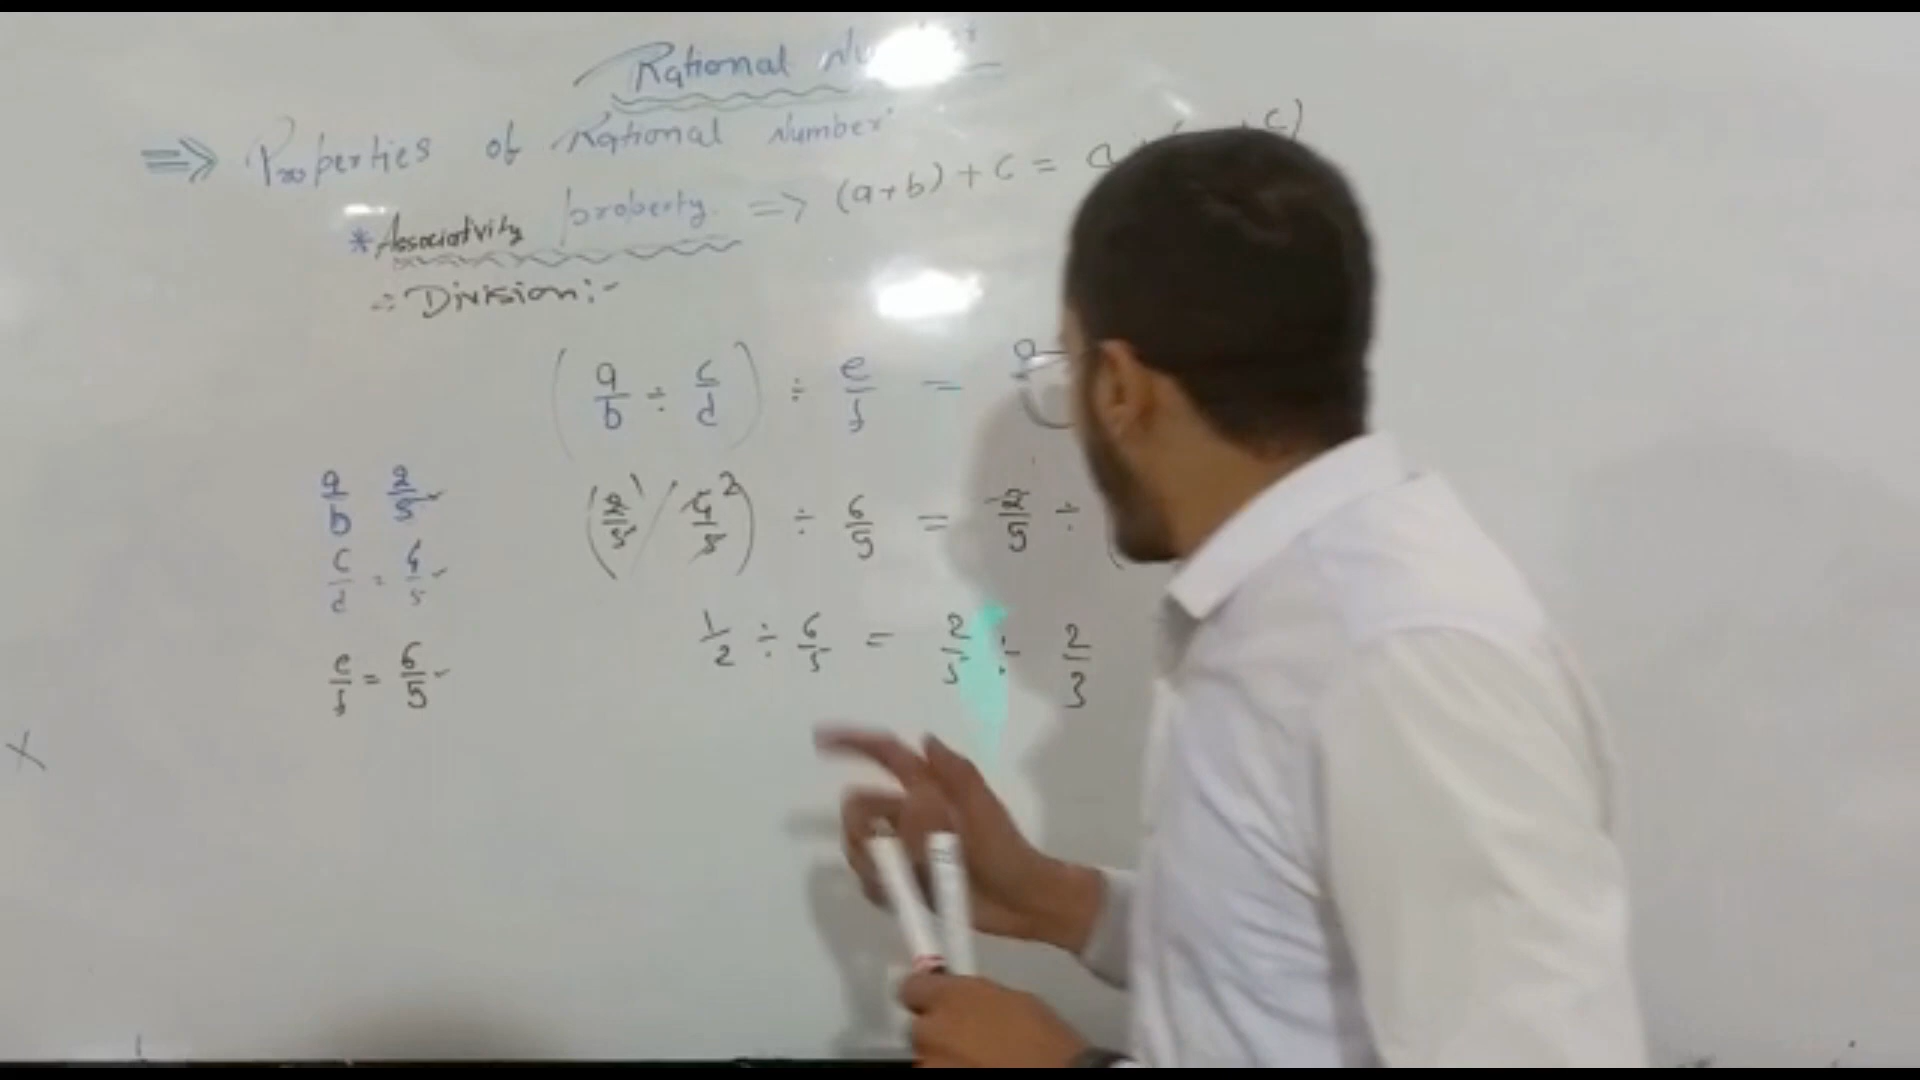 Rational Nu
=> Properties of Rational Number
* Associativity property => (a+b)+c = a c)
= Division:-
(a/b ÷ c/d) ÷ e/f = a
a/b 2/5
(2/5 / 4/5) ÷ 6/5 = 2/5 ÷ (
c/d = 4/5
1/2 ÷ 6/5 = 2/5 ÷ 2/3
e/f = 6/5
X